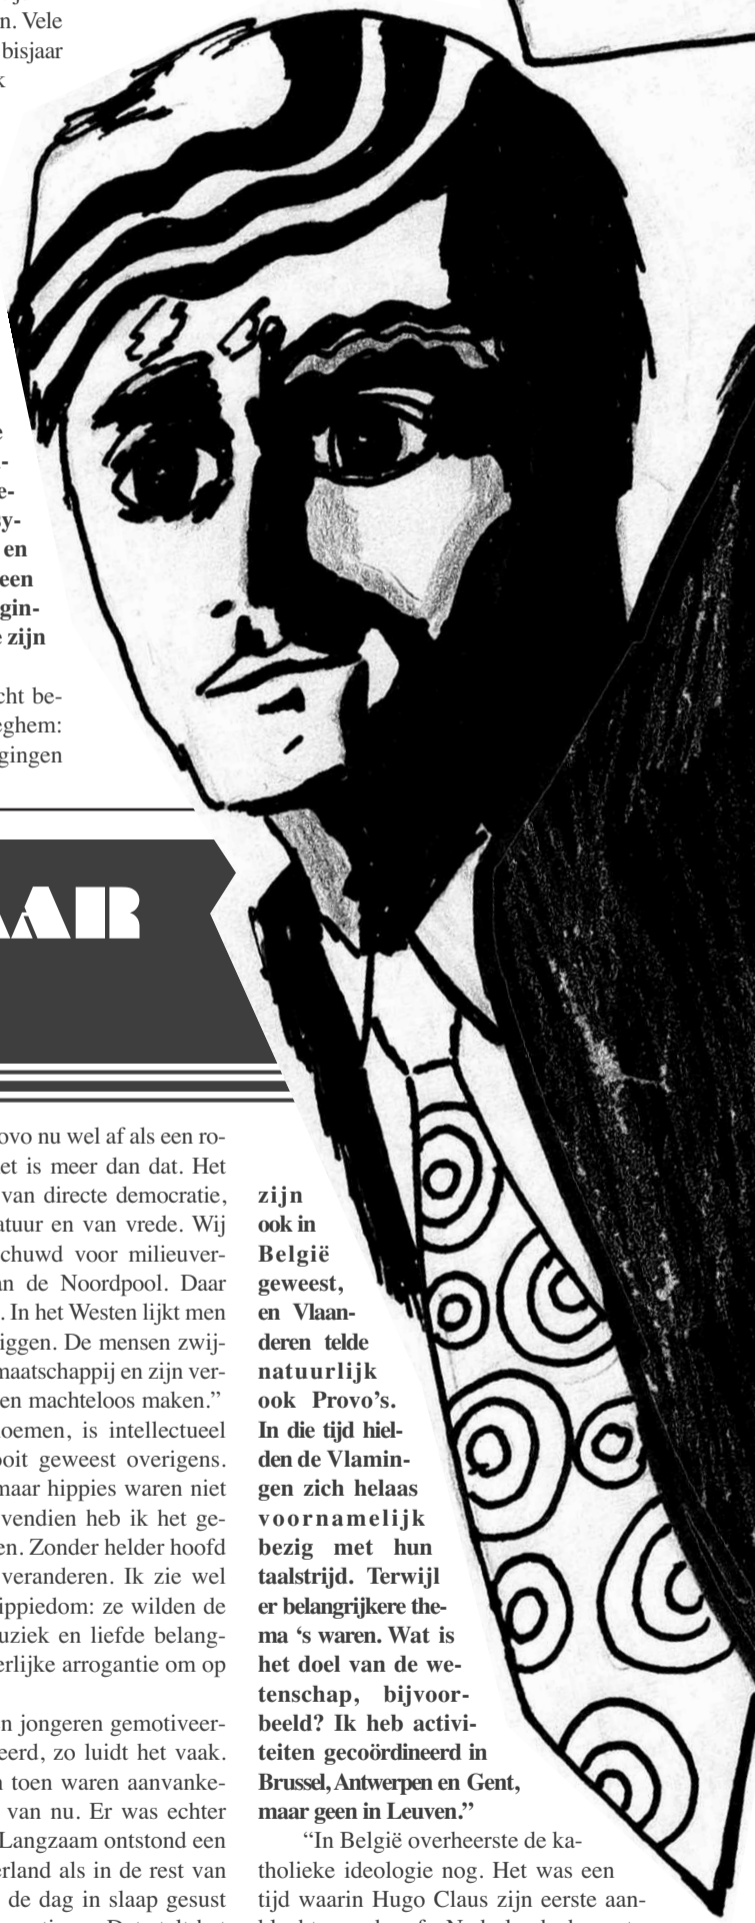 n. Vele
bisjaar
k
e
-
e-
sy-
en
een
gin-
e zijn
cht be-
eghem:
gingen
AAR
ovo nu wel af als een ro-
et is meer dan dat. Het
van directe democratie,
atuur en van vrede. Wij
chuwd voor milieuver-
an de Noordpool. Daar
. In het Westen lijkt men
iggen. De mensen zwij-
maatschappij en zijn ver-
en machteloos maken.”
oemen, is intellectueel
ooit geweest overigens.
maar hippies waren niet
vendien heb ik het ge-
en. Zonder helder hoofd
veranderen. Ik zie wel
ippiedom: ze wilden de
uziek en liefde belang-
erlijke arrogantie om op
n jongeren gemotiveer-
eerd, zo luidt het vaak.
n toen waren aanvanke-
van nu. Er was echter
Langzaam ontstond een
erland als in de rest van
de dag in slaap gesust
zijn
ook in
België
geweest,
en Vlaan-
deren telde
natuurlijk
ook Provo’s.
In die tijd hiel-
den de Vlamin-
gen zich helaas
voornamelijk
bezig met hun
taalstrijd. Terwijl
er belangrijkere the-
ma ‘s waren. Wat is
het doel van de we-
tenschap, bijvoor-
beeld? Ik heb activi-
teiten gecoördineerd in
Brussel, Antwerpen en Gent,
maar geen in Leuven.”
“In België overheerste de ka-
tholieke ideologie nog. Het was een
tijd waarin Hugo Claus zijn eerste aan-